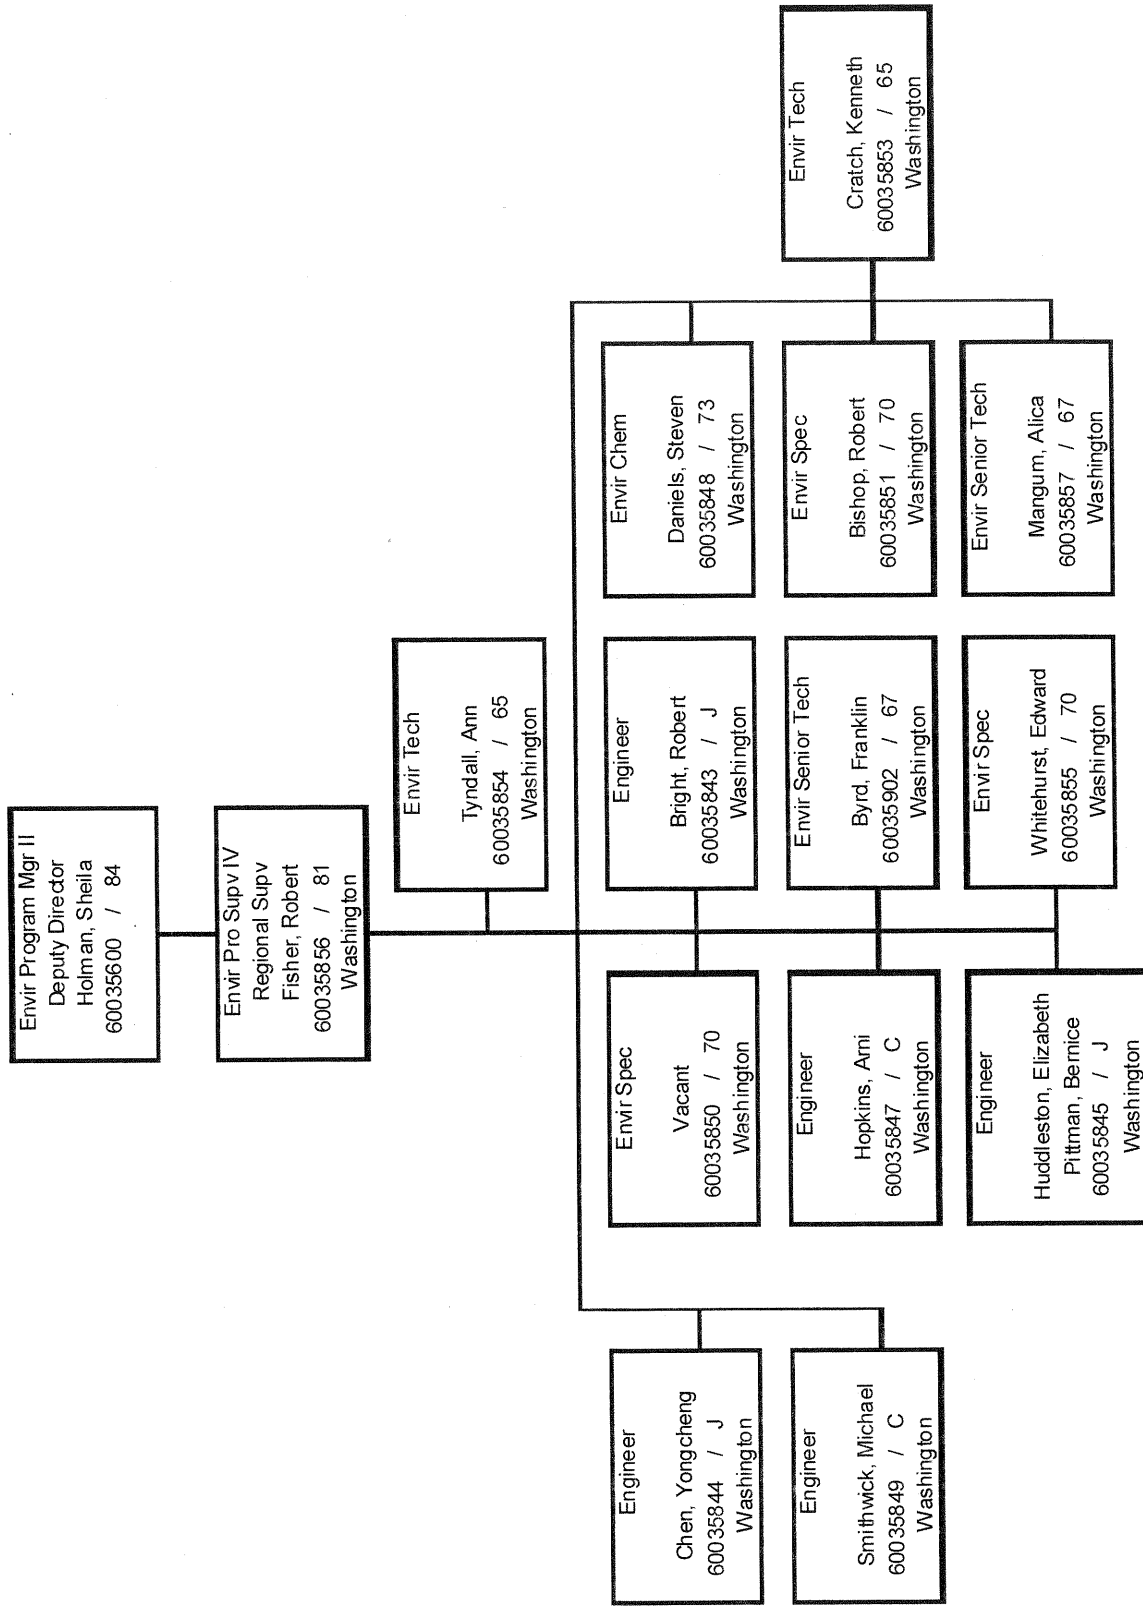 Envir Program Mgr II
Deputy Director
Holman, Sheila
60035600 / 84
Envir Pro Supv IV
Regional Supv
Fisher, Robert
60035856 / 81
Washington
Envir Tech
Tyndall, Ann
60035854 / 65
Washington
Engineer
Chen, Yongcheng
60035844 / J
Washington
Envir Spec
Vacant
60035850 / 70
Washington
Engineer
Bright, Robert
60035843 / J
Washington
Envir Chem
Daniels, Steven
60035848 / 73
Washington
Engineer
Smithwick, Michael
60035849 / C
Washington
Engineer
Hopkins, Ami
60035847 / C
Washington
Envir Senior Tech
Byrd, Franklin
60035902 / 67
Washington
Envir Spec
Bishop, Robert
60035851 / 70
Washington
Envir Tech
Cratch, Kenneth
60035853 / 65
Washington
Engineer
Huddleston, Elizabeth
Pittman, Bernice
60035845 / J
Washington
Envir Spec
Whitehurst, Edward
60035855 / 70
Washington
Envir Senior Tech
Mangum, Alica
60035857 / 67
Washington